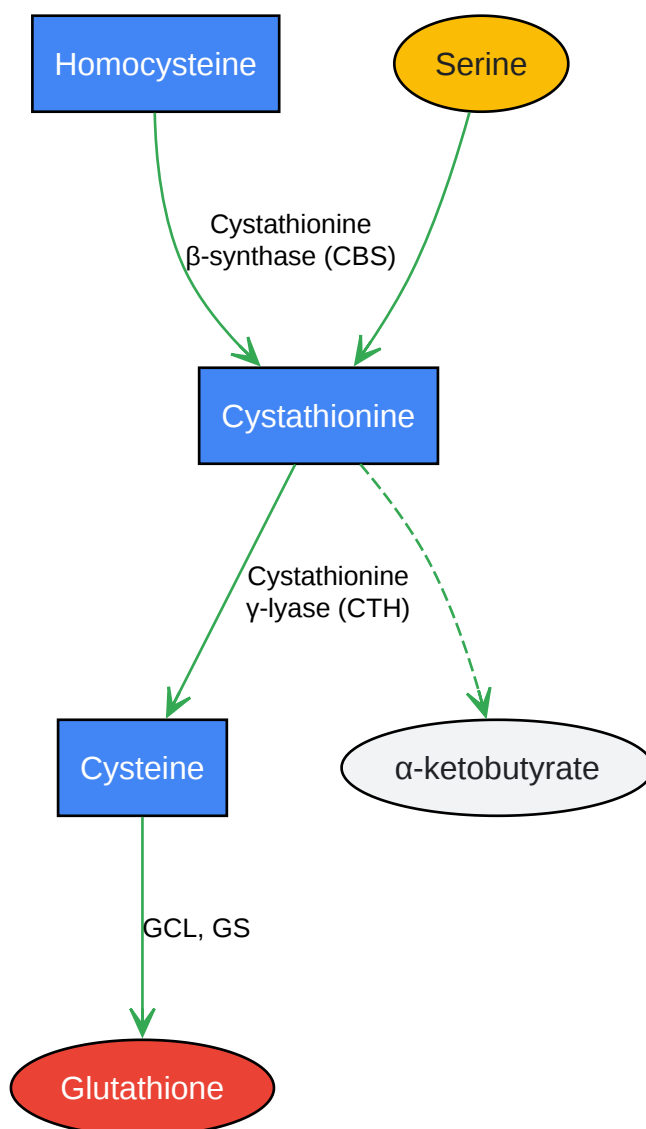 Homocysteine
Serine
Cystathionine
β-synthase (CBS)
Cystathionine
Cystathionine
γ-lyase (CTH)
Cysteine
α-ketobutyrate
GCL, GS
Glutathione